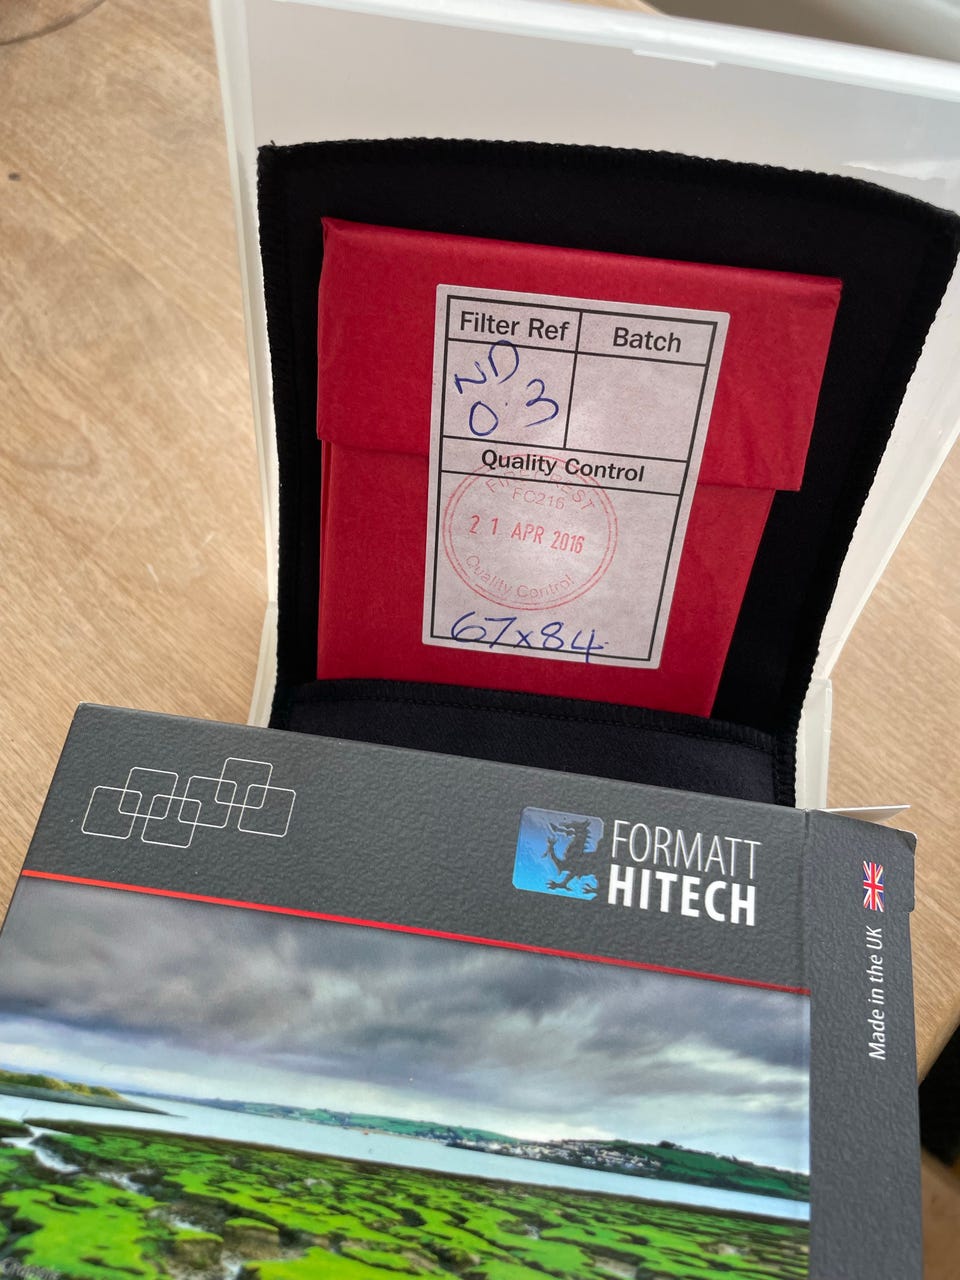 Filter Ref
Batch
ND
0.3
Quality Control
FIRECREST
FC216
21 APR 2016
Quality Control
67x84
FORMATT
HITECH
Made in the UK